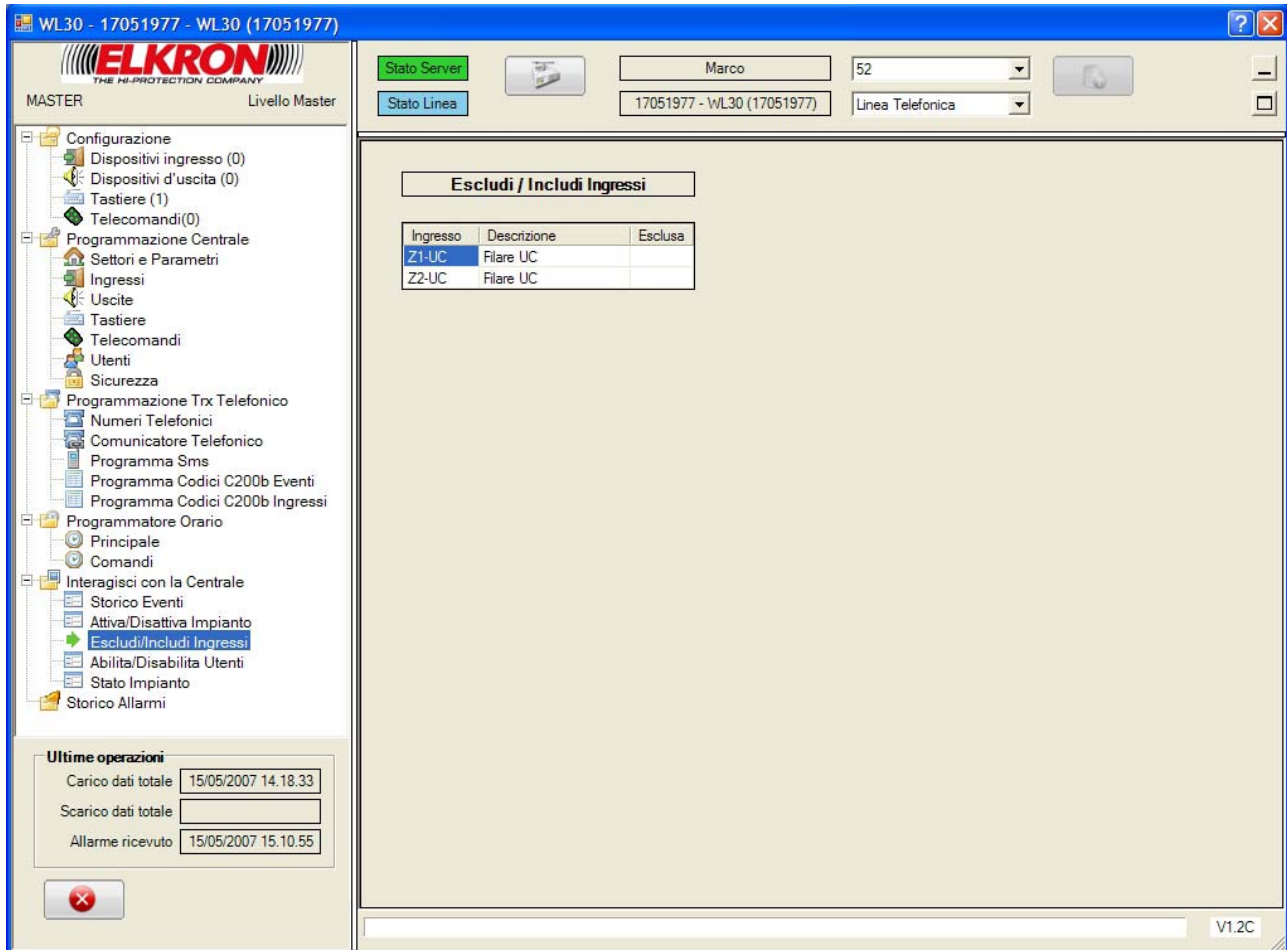 WL30 - 17051977 - WL30 (17051977)
ELKRON
THE HI-PROTECTION COMPANY
MASTER Livello Master
Configurazione
Dispositivi ingresso (0)
Dispositivi d'uscita (0)
Tastiere (1)
Telecomandi(0)
Programmazione Centrale
Settori e Parametri
Ingressi
Uscite
Tastiere
Telecomandi
Utenti
Sicurezza
Programmazione Trx Telefonico
Numeri Telefonici
Comunicatore Telefonico
Programma Sms
Programma Codici C200b Eventi
Programma Codici C200b Ingressi
Programmatore Orario
Principale
Comandi
Interagisci con la Centrale
Storico Eventi
Attiva/Disattiva Impianto
Escludi/Includi Ingressi
Abilita/Disabilita Utenti
Stato Impianto
Storico Allarmi
Ultime operazioni
Carico dati totale 15/05/2007 14.18.33
Scarico dati totale
Allarme ricevuto 15/05/2007 15.10.55
Stato Server Marco 52
Stato Linea 17051977 - WL30 (17051977) Linea Telefonica
Escludi / Includi Ingressi
Ingresso Descrizione Esclusa
Z1-UC Filare UC
Z2-UC Filare UC
V1.2C